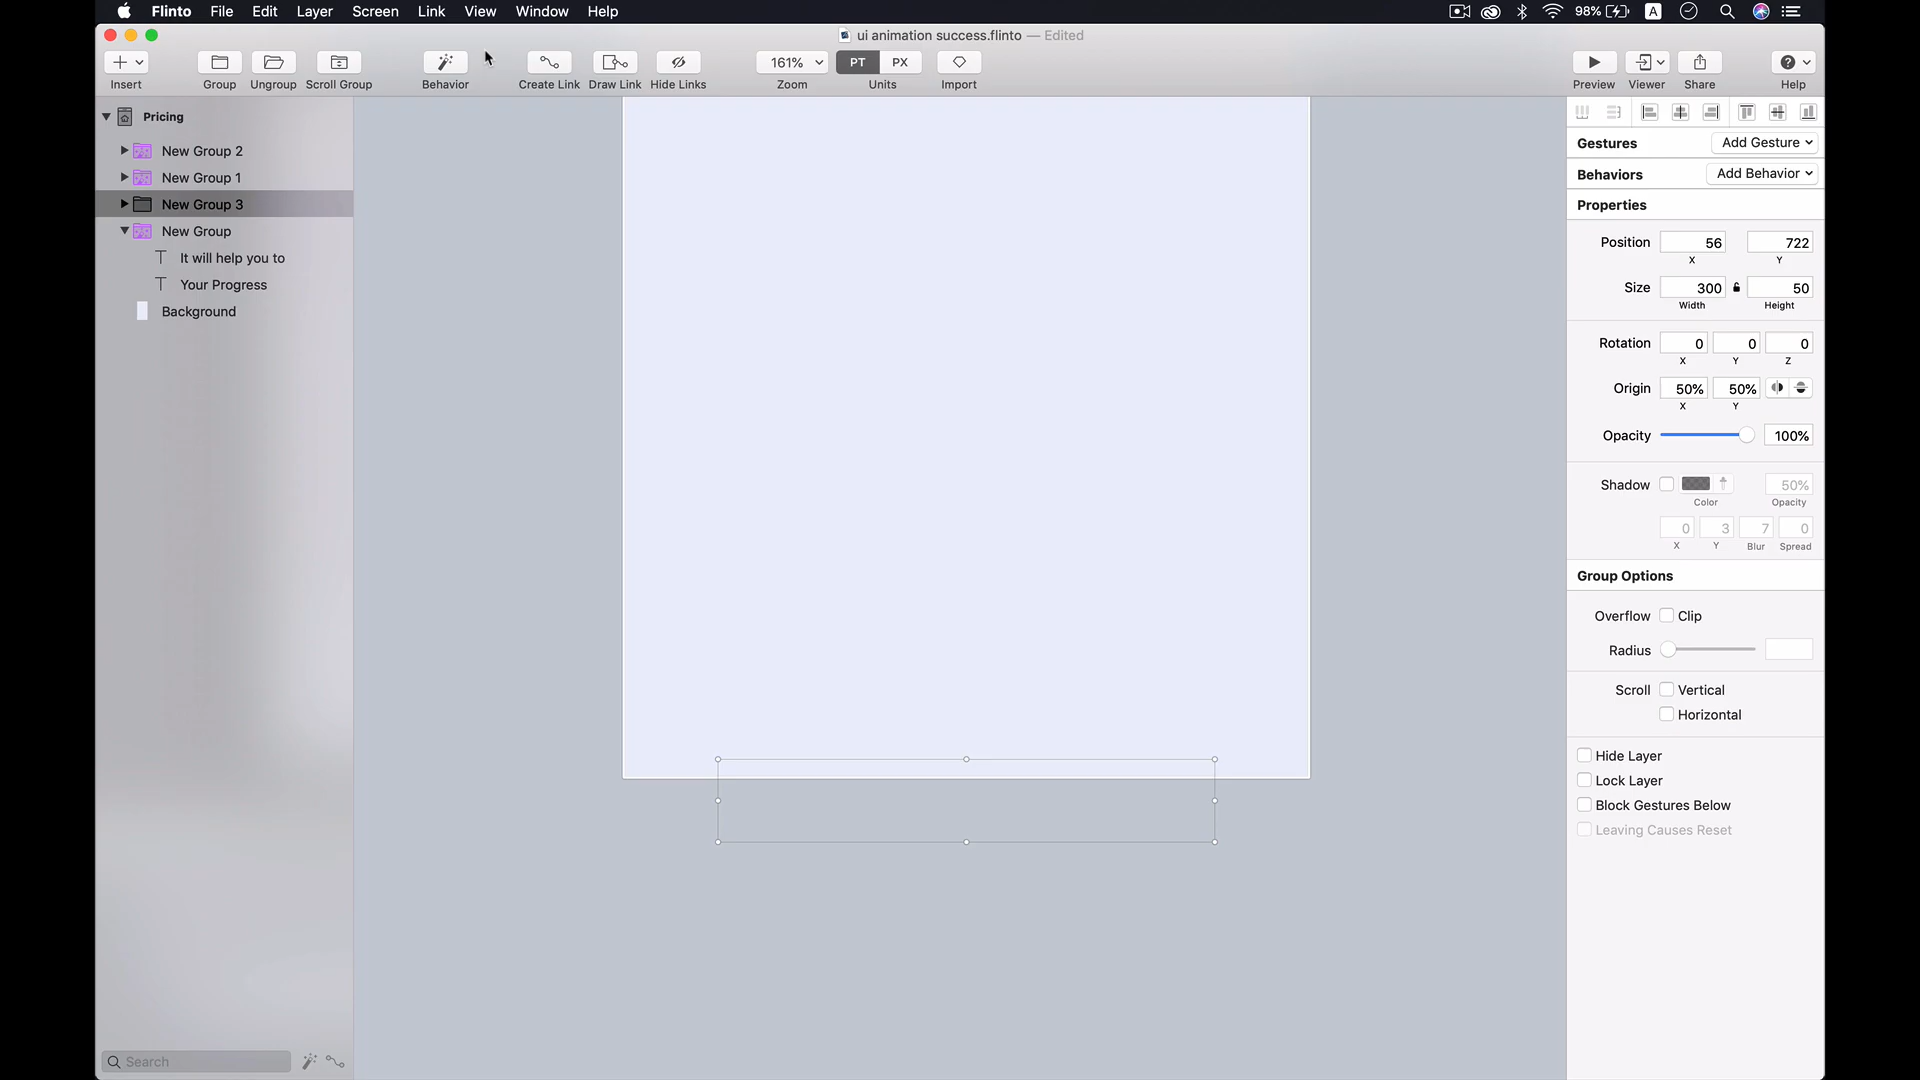 Flinto File Edit Layer Screen Link View Window Help 98% A
ui animation success.flinto — Edited
161% PT PX
Insert Group Ungroup Scroll Group Behavior Create Link Draw Link Hide Links Zoom Units Import Preview Viewer Share Help
Pricing
New Group 2
New Group 1
New Group 3
New Group
It will help you to
Your Progress
Background
Search
Gestures Add Gesture
Behaviors Add Behavior
Properties
Position 56 722
X Y
Size 300 50
Width Height
Rotation 0 0 0
X Y Z
Origin 50% 50%
X Y
Opacity 100%
Shadow 50%
Color Opacity
0 3 7 0
X Y Blur Spread
Group Options
Overflow Clip
Radius
Scroll Vertical
Horizontal
Hide Layer
Lock Layer
Block Gestures Below
Leaving Causes Reset